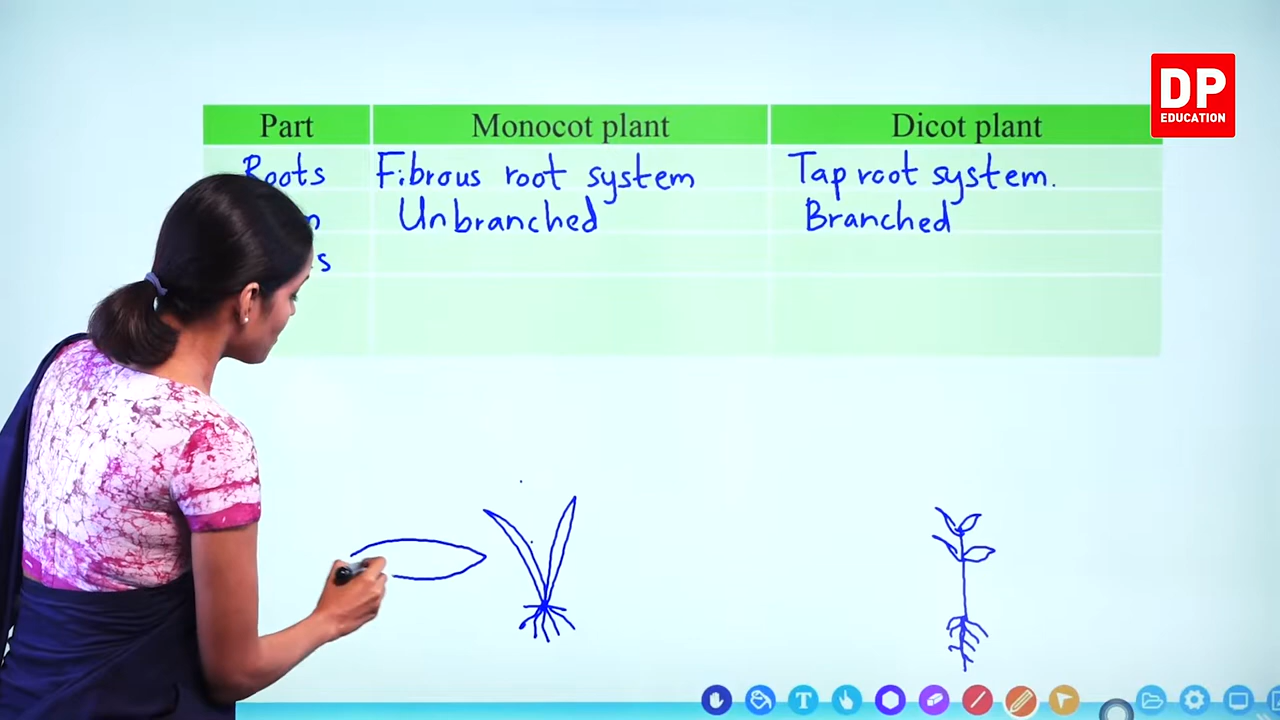 DP
EDUCATION
Part Monocot plant Dicot plant
Roots Fibrous root system Tap root system.
Unbranched Branched